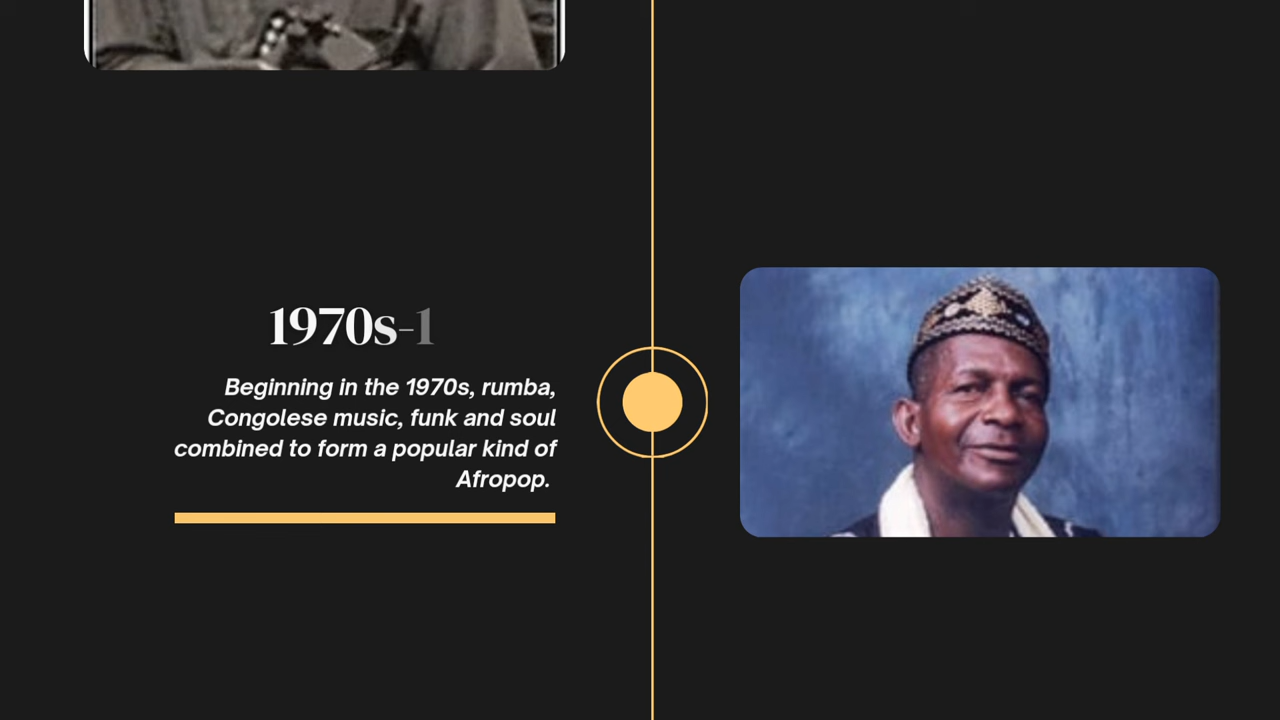 1970s-1
Beginning in the 1970s, rumba,
Congolese music, funk and soul
combined to form a popular kind of
Afropop.